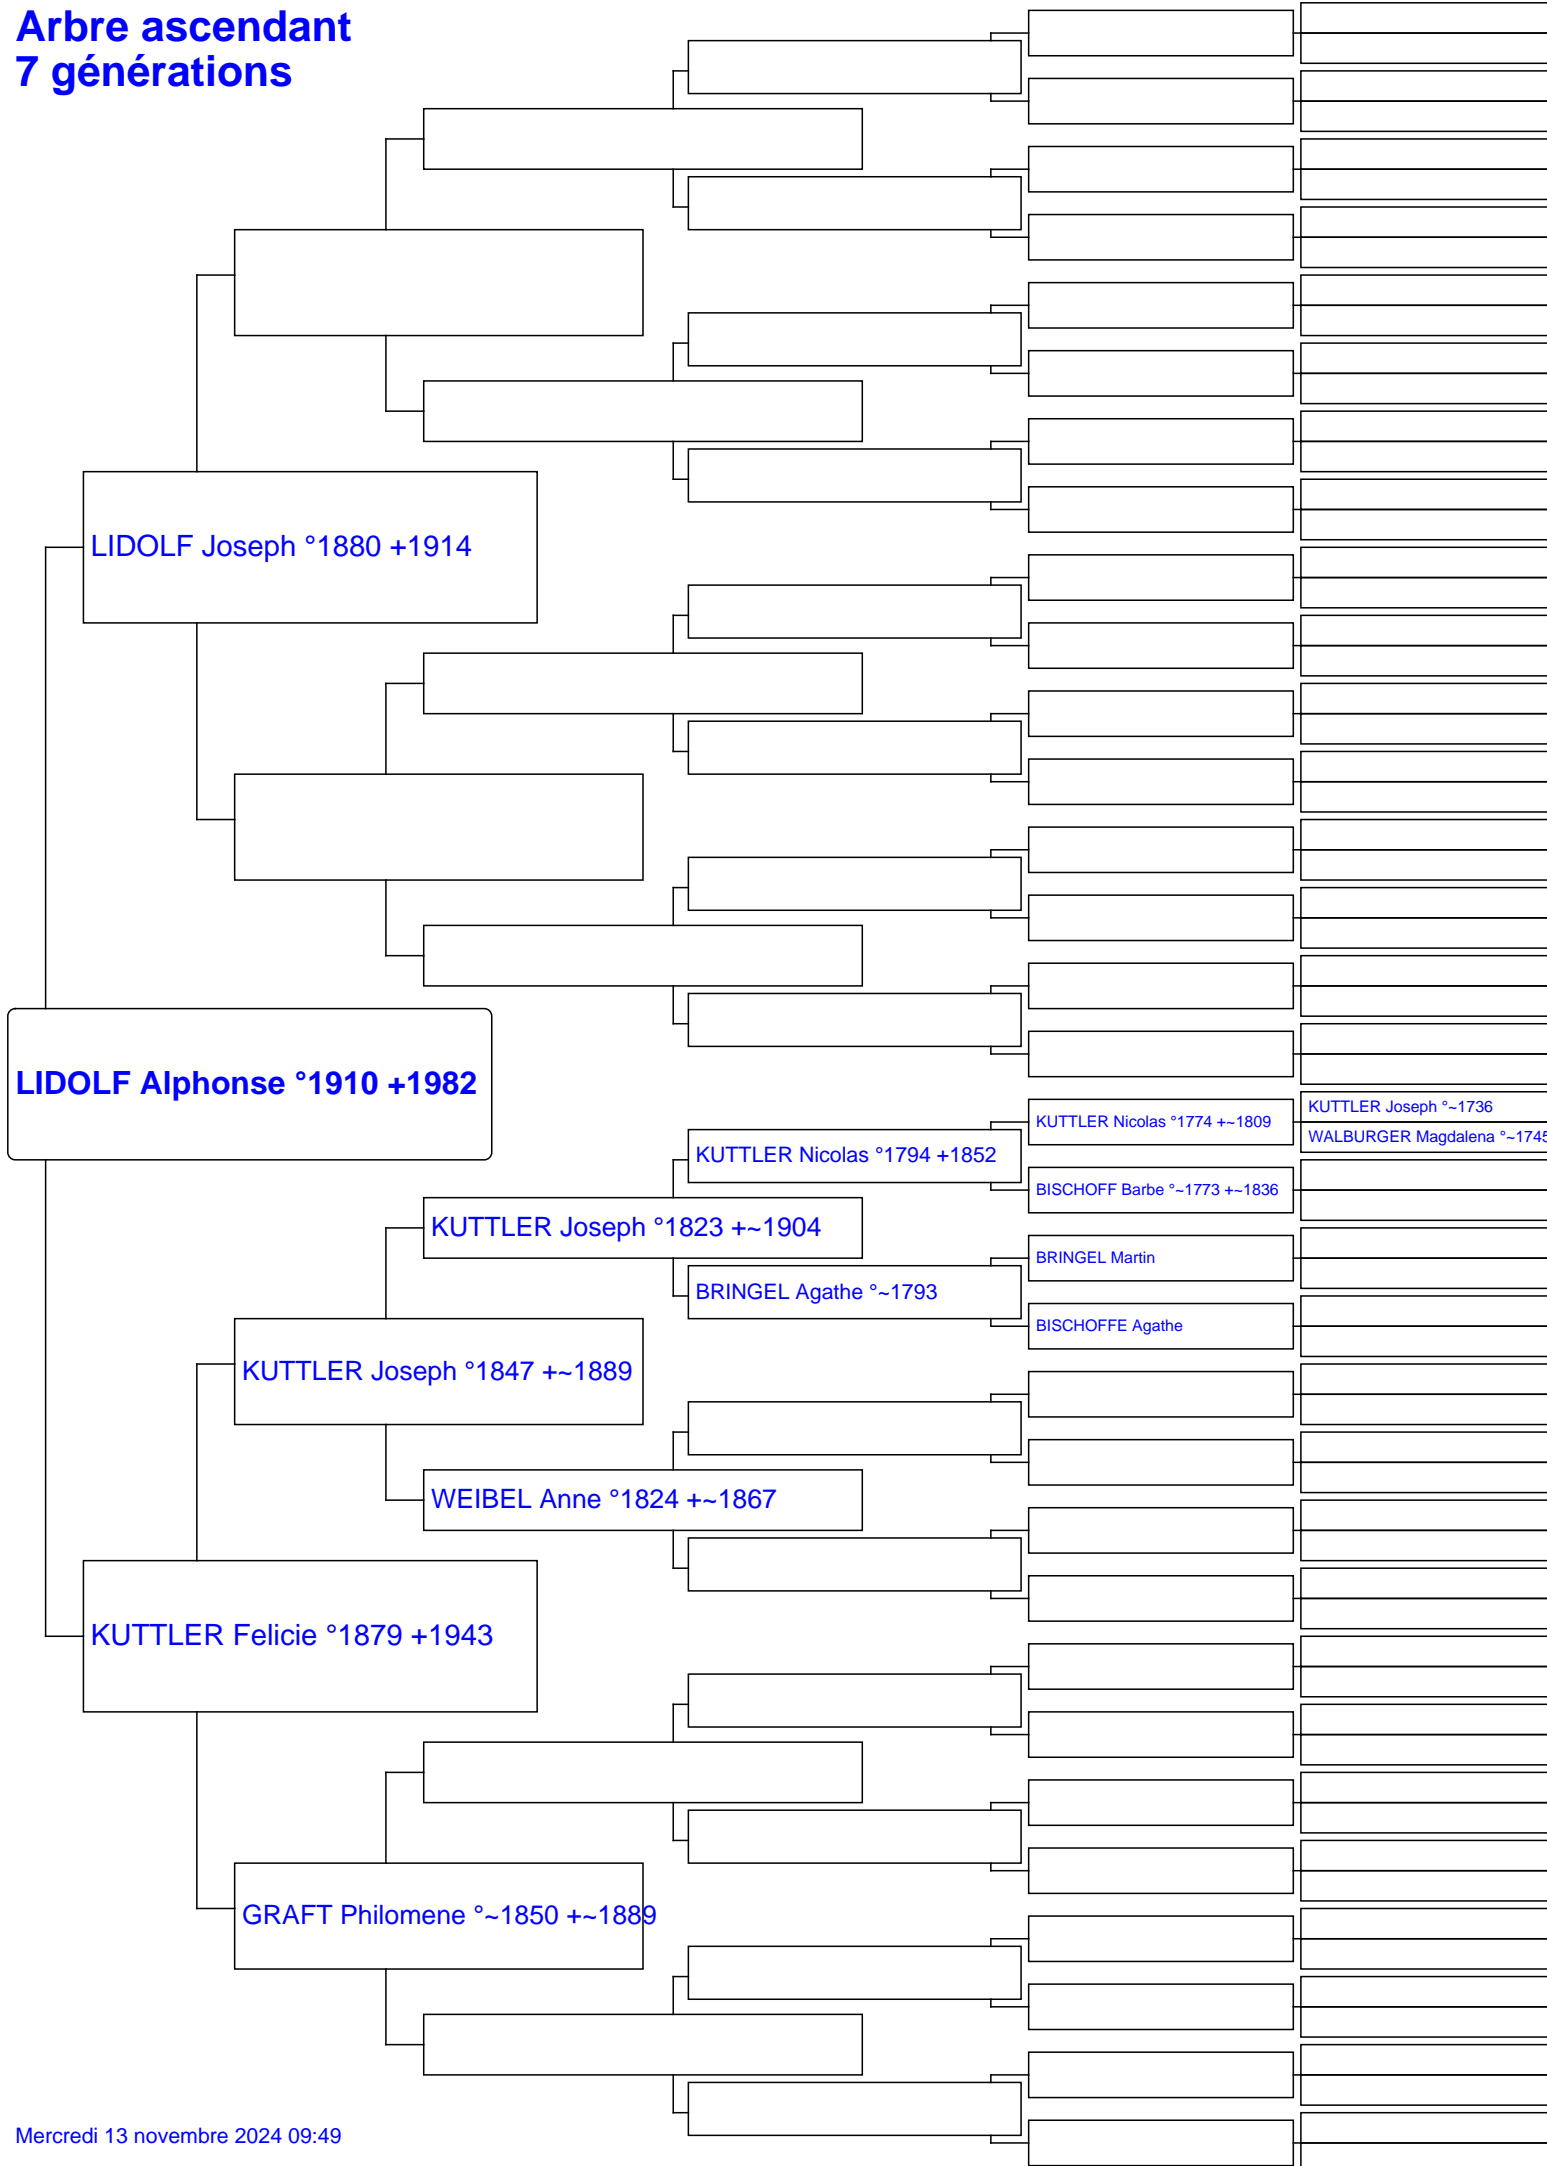 Arbre ascendant
7 générations
LIDOLF Joseph °1880 +1914
LIDOLF Alphonse °1910 +1982
KUTTLER Joseph °~1736
KUTTLER Nicolas °1774 +~1809
WALBURGER Magdalena °~1745
KUTTLER Nicolas °1794 +1852
BISCHOFF Barbe °~1773 +~1836
KUTTLER Joseph °1823 +~1904
BRINGEL Martin
BRINGEL Agathe °~1793
BISCHOFFE Agathe
KUTTLER Joseph °1847 +~1889
WEIBEL Anne °1824 +~1867
KUTTLER Felicie °1879 +1943
GRAFT Philomene °~1850 +~1889
Mercredi 13 novembre 2024 09:49